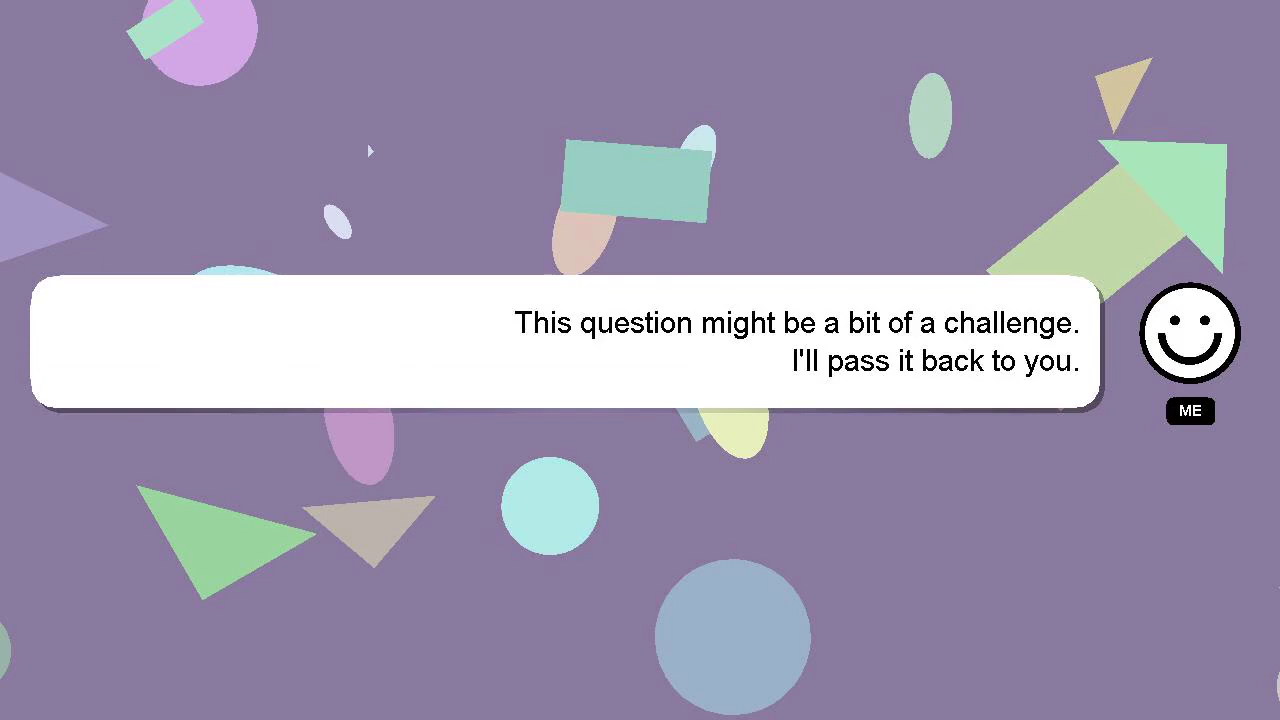 This question might be a bit of a challenge.
I'll pass it back to you.
ME